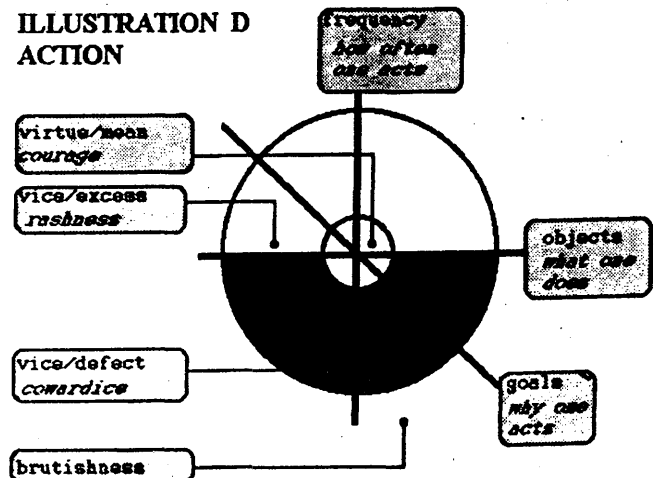 ILLUSTRATION D
ACTION
frequency
how often
one acts
virtue/mean
courage
vice/excess
rashness
objects
what one
does
vice/defect
cowardice
goals
why one
acts
brutishness